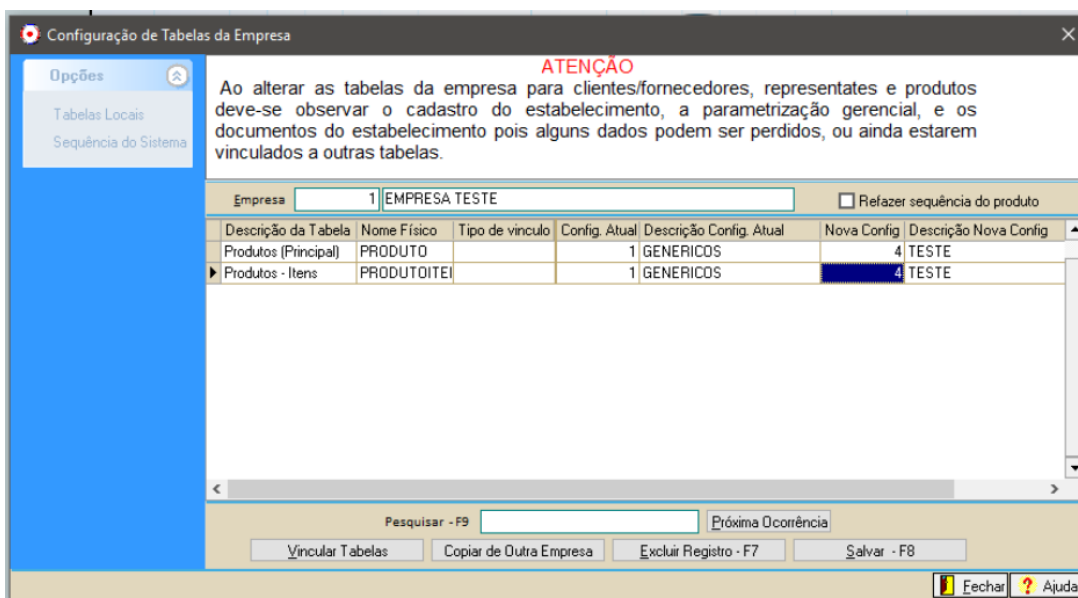 Configuração de Tabelas da Empresa
Opções
Tabelas Locais
Sequência do Sistema
ATENÇÃO
Ao alterar as tabelas da empresa para clientes/fornecedores, representates e produtos
deve-se observar o cadastro do estabelecimento, a parametrização gerencial, e os
documentos do estabelecimento pois alguns dados podem ser perdidos, ou ainda estarem
vinculados a outras tabelas.
Empresa 1 EMPRESA TESTE Refazer sequência do produto
Descrição da Tabela Nome Físico Tipo de vinculo Config. Atual Descrição Config. Atual Nova Config Descrição Nova Config
Produtos (Principal) PRODUTO 1 GENERICOS 4 TESTE
Produtos - Itens PRODUTOITEI 1 GENERICOS 4 TESTE
Pesquisar - F9 Próxima Ocorrência
Vincular Tabelas Copiar de Outra Empresa Excluir Registro - F7 Salvar - F8
Fechar ? Ajuda